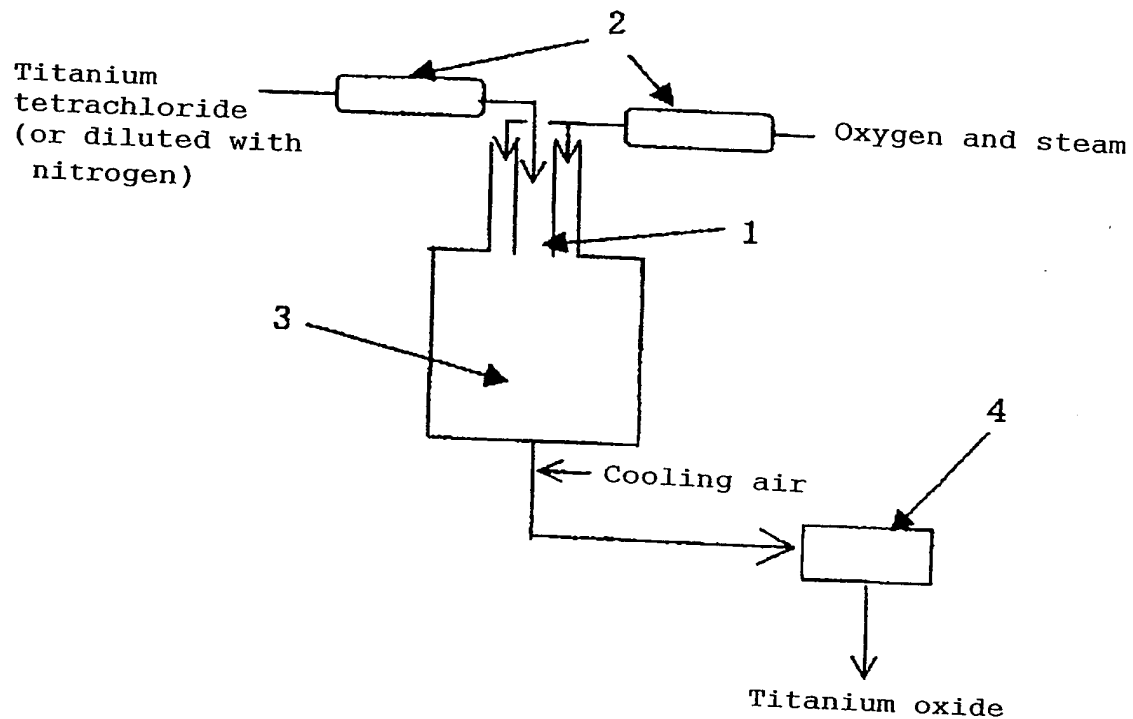 2
Titanium
tetrachloride
(or diluted with
nitrogen)
Oxygen and steam
1
3
4
Cooling air
Titanium oxide